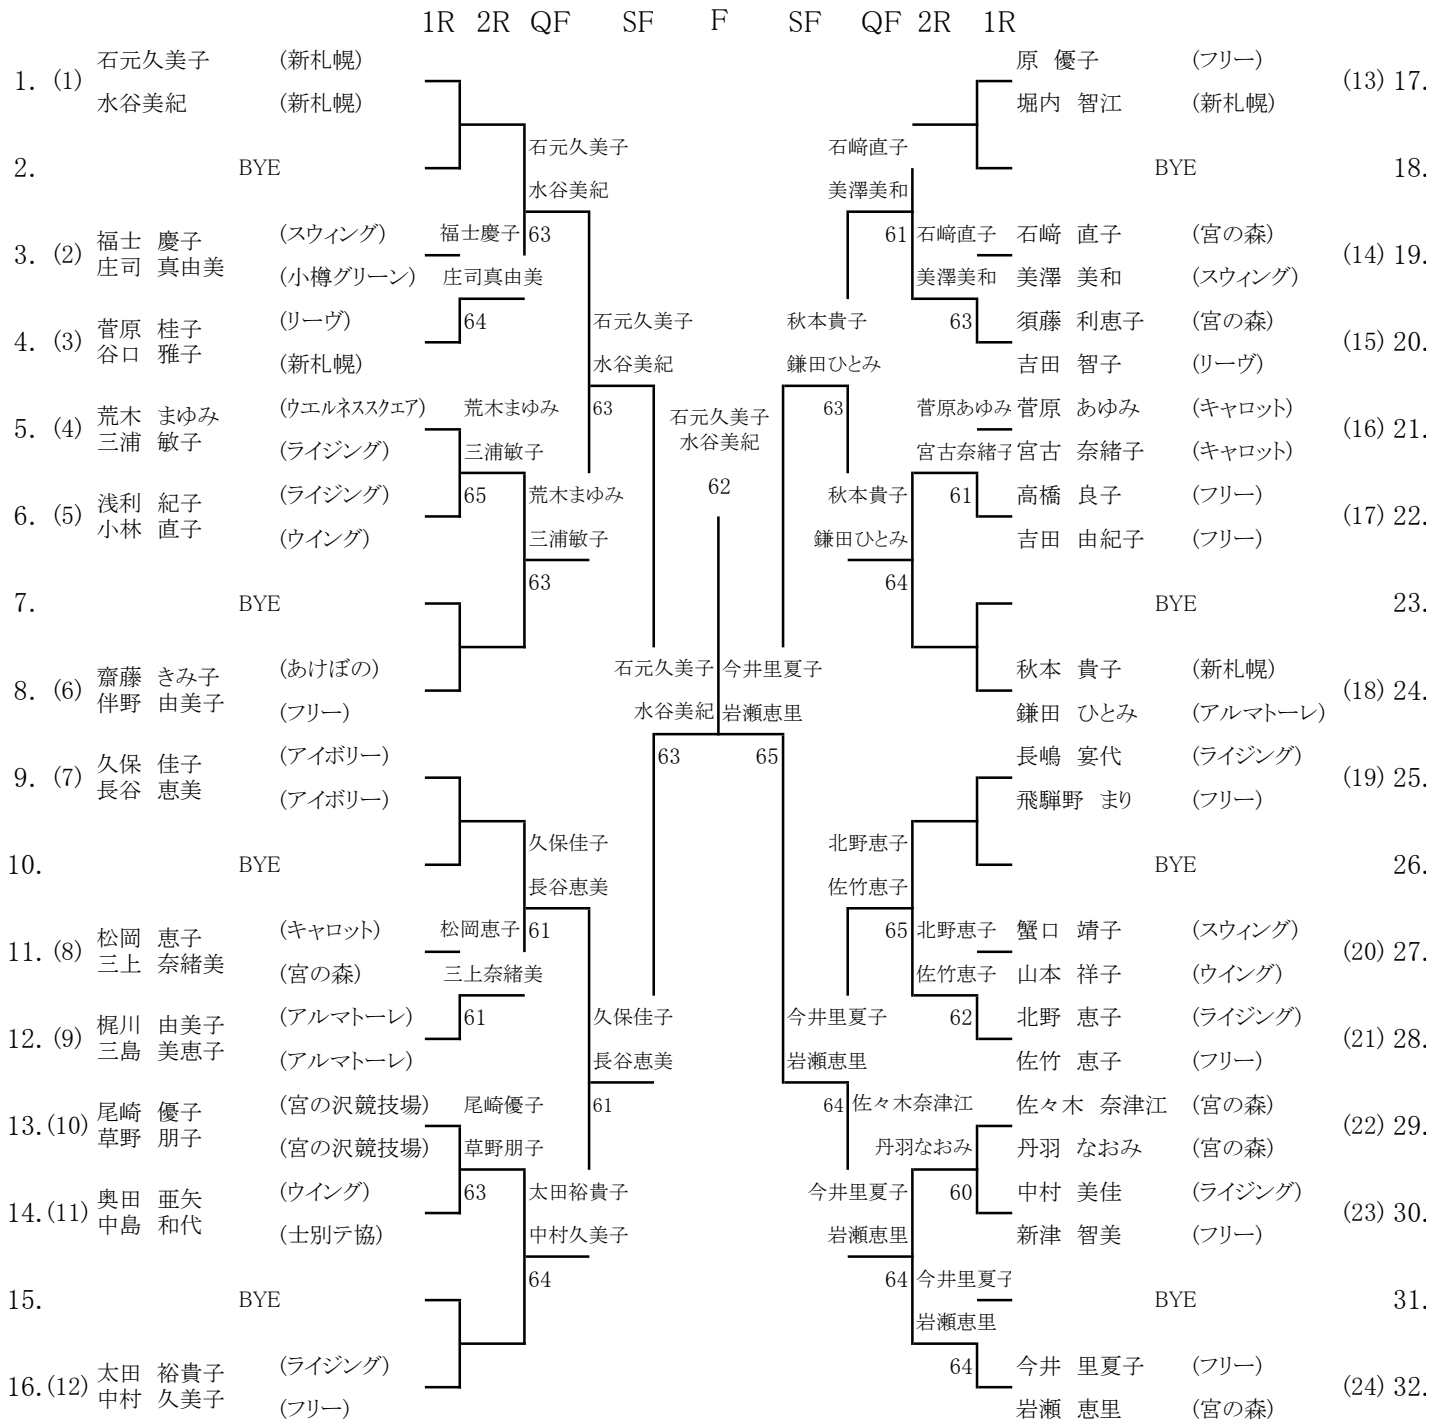 1R 2R QF SF F SF QF 2R 1R
1. (1) 石元久美子 (新札幌)
水谷美紀 (新札幌)
2. BYE
3. (2) 福士 慶子 (スウィング)
庄司 真由美 (小樽グリーン)
4. (3) 菅原 桂子 (リーヴ)
谷口 雅子 (新札幌)
5. (4) 荒木 まゆみ (ウエルネススクエア)
三浦 敏子 (ライジング)
6. (5) 浅利 紀子 (ライジング)
小林 直子 (ウイング)
7. BYE
8. (6) 齋藤 きみ子 (あけぼの)
伴野 由美子 (フリー)
9. (7) 久保 佳子 (アイボリー)
長谷 恵美 (アイボリー)
10. BYE
11. (8) 松岡 恵子 (キャロット)
三上 奈緒美 (宮の森)
12. (9) 梶川 由美子 (アルマトーレ)
三島 美恵子 (アルマトーレ)
13. (10) 尾崎 優子 (宮の沢競技場)
草野 朋子 (宮の沢競技場)
14. (11) 奥田 亜矢 (ウイング)
中島 和代 (士別テ協)
15. BYE
16. (12) 太田 裕貴子 (ライジング)
中村 久美子 (フリー)
福士慶子
庄司真由美
64
荒木まゆみ
三浦敏子
65
松岡恵子
三上奈緒美
61
尾崎優子
草野朋子
63
石元久美子
水谷美紀
63
荒木まゆみ
三浦敏子
63
久保佳子
長谷恵美
61
太田裕貴子
中村久美子
64
石元久美子
水谷美紀
63
久保佳子
長谷恵美
61
石元久美子
水谷美紀
63
石元久美子
水谷美紀
62
今井里夏子
岩瀬恵里
65
秋本貴子
鎌田ひとみ
63
今井里夏子
岩瀬恵里
64
石﨑直子
美澤美和
61
秋本貴子
鎌田ひとみ
64
北野恵子
佐竹恵子
65
今井里夏子
岩瀬恵里
64
石﨑直子
美澤美和
63
菅原あゆみ
宮古奈緒子
61
北野恵子
佐竹恵子
62
佐々木奈津江
丹羽なおみ
60
今井里夏子
岩瀬恵里
64
原 優子 (フリー) (13) 17.
堀内 智江 (新札幌)
BYE 18.
石﨑 直子 (宮の森) (14) 19.
美澤 美和 (スウィング)
須藤 利恵子 (宮の森) (15) 20.
吉田 智子 (リーヴ)
菅原 あゆみ (キャロット) (16) 21.
宮古 奈緒子 (キャロット)
高橋 良子 (フリー) (17) 22.
吉田 由紀子 (フリー)
BYE 23.
秋本 貴子 (新札幌) (18) 24.
鎌田 ひとみ (アルマトーレ)
長嶋 宴代 (ライジング) (19) 25.
飛騨野 まり (フリー)
BYE 26.
蟹口 靖子 (スウィング) (20) 27.
山本 祥子 (ウイング)
北野 恵子 (ライジング) (21) 28.
佐竹 恵子 (フリー)
佐々木 奈津江 (宮の森) (22) 29.
丹羽 なおみ (宮の森)
中村 美佳 (ライジング) (23) 30.
新津 智美 (フリー)
BYE 31.
今井 里夏子 (フリー) (24) 32.
岩瀬 恵里 (宮の森)